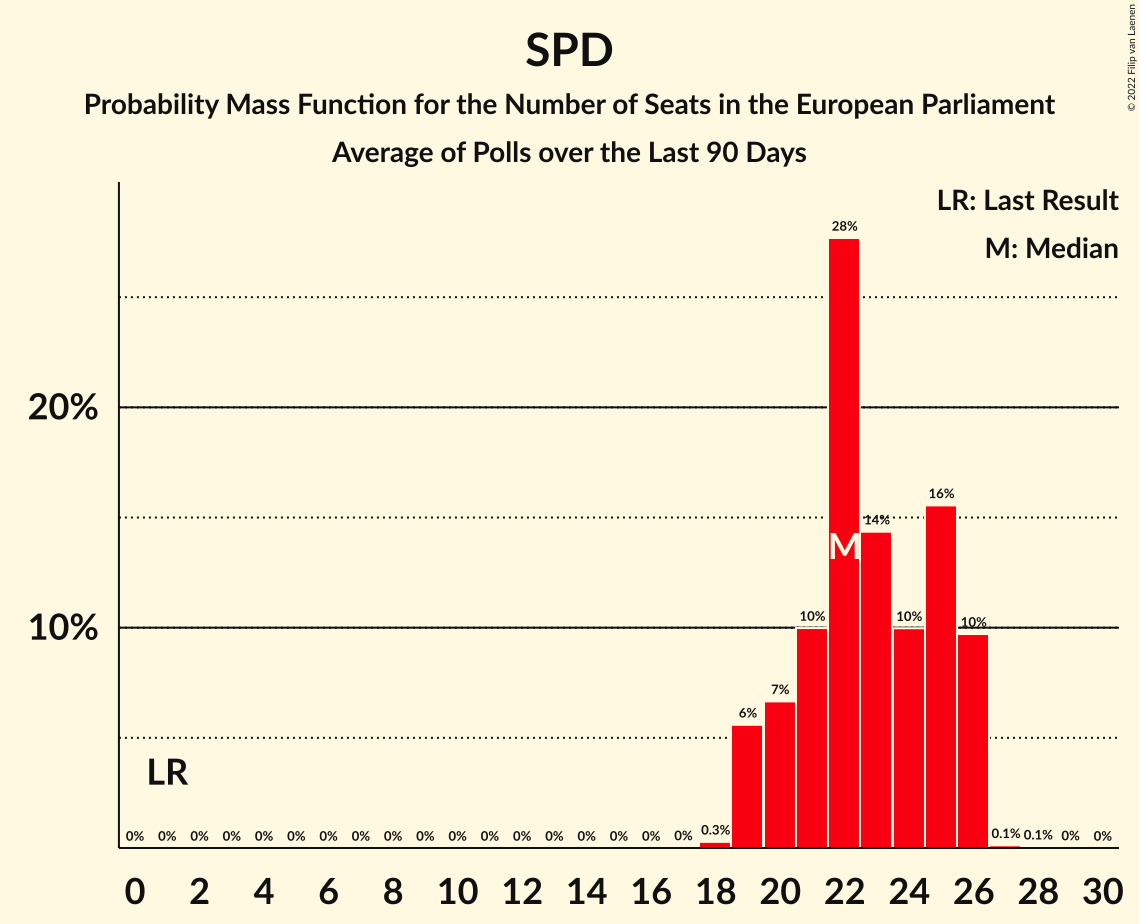 SPD
Probability Mass Function for the Number of Seats in the European Parliament
Average of Polls over the Last 90 Days
© 2022 Filip van Laenen
LR: Last Result
M: Median
28%
20%
16%
14%
M
10%
10% 10% 10%
7%
6%
LR
0% 0% 0% 0% 0% 0% 0% 0% 0% 0% 0% 0% 0% 0% 0% 0% 0% 0% 0.3% 0.1% 0.1% 0% 0%
0 2 4 6 8 10 12 14 16 18 20 22 24 26 28 30